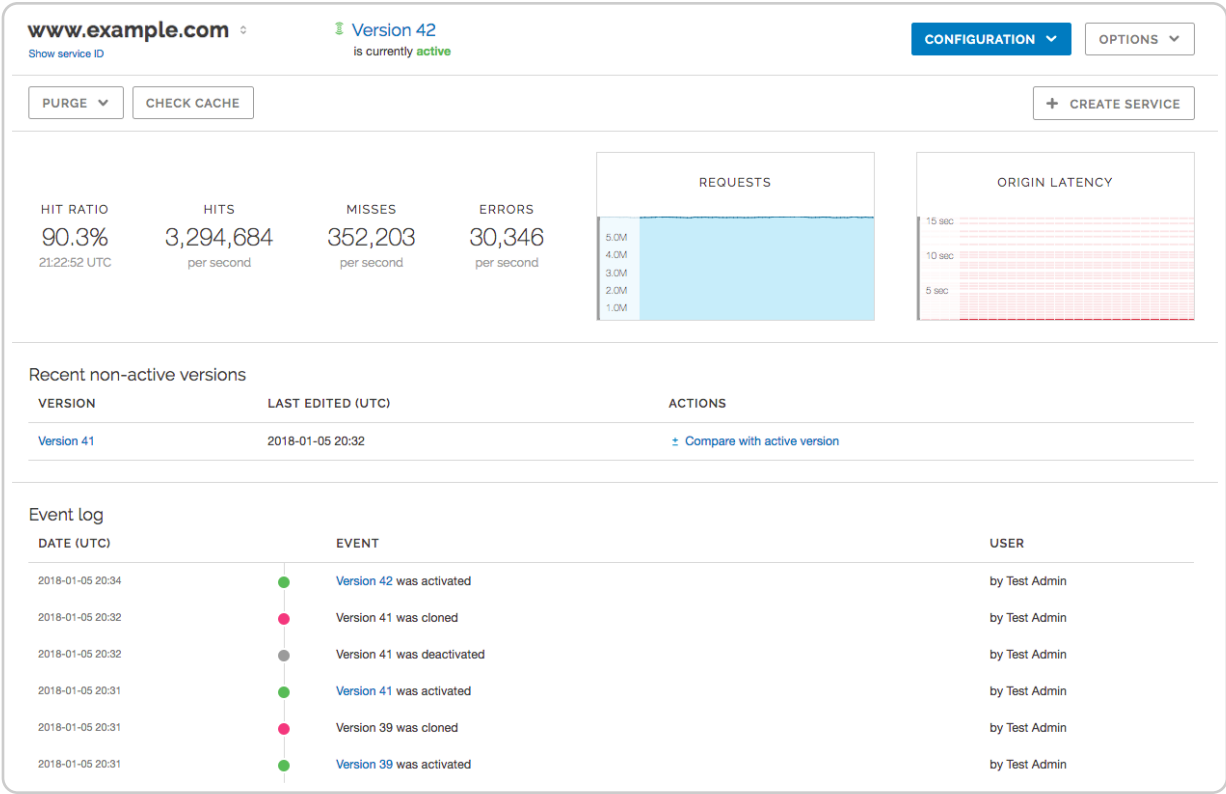 www.example.com
Show service ID
Version 42
is currently active
CONFIGURATION
OPTIONS
PURGE
CHECK CACHE
+ CREATE SERVICE
HIT RATIO
90.3%
21:22:52 UTC
HITS
3,294,684
per second
MISSES
352,203
per second
ERRORS
30,346
per second
REQUESTS
5.0M
4.0M
3.0M
2.0M
1.0M
ORIGIN LATENCY
15 sec
10 sec
5 sec
Recent non-active versions
VERSION LAST EDITED (UTC) ACTIONS
Version 41 2018-01-05 20:32 ± Compare with active version
Event log
DATE (UTC) EVENT USER
2018-01-05 20:34 Version 42 was activated by Test Admin
2018-01-05 20:32 Version 41 was cloned by Test Admin
2018-01-05 20:32 Version 41 was deactivated by Test Admin
2018-01-05 20:31 Version 41 was activated by Test Admin
2018-01-05 20:31 Version 39 was cloned by Test Admin
2018-01-05 20:31 Version 39 was activated by Test Admin